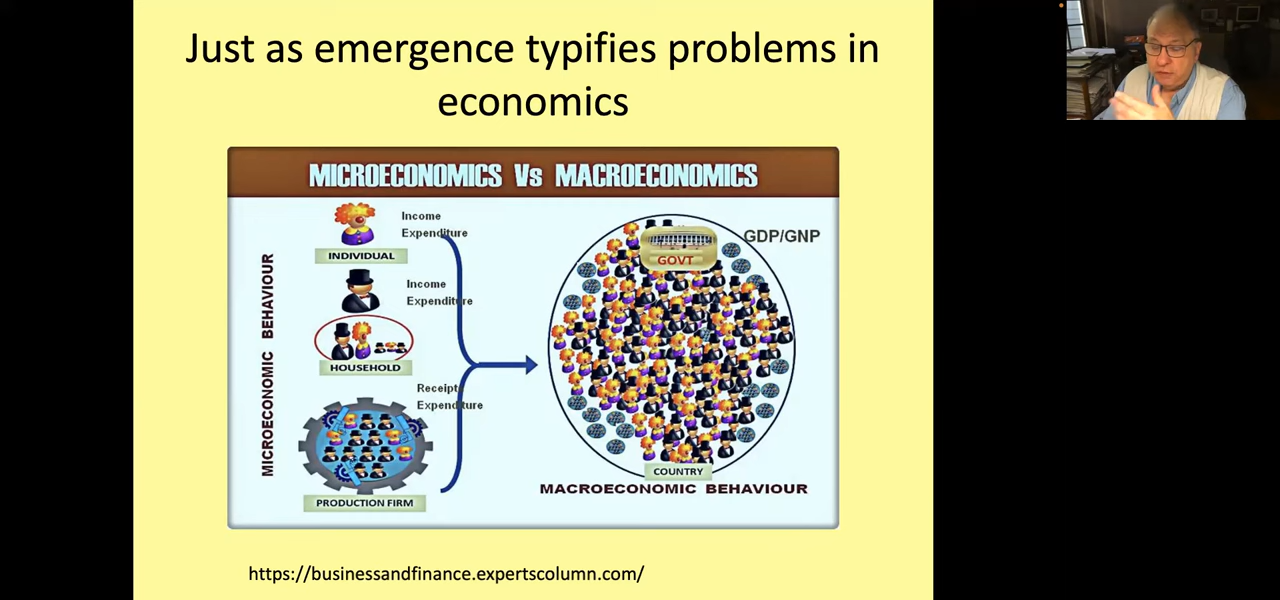 Just as emergence typifies problems in
economics
MICROECONOMICS Vs MACROECONOMICS
MICROECONOMIC BEHAVIOUR
Income
Expenditure
INDIVIDUAL
Income
Expenditure
HOUSEHOLD
Receipt
Expenditure
PRODUCTION FIRM
GDP/GNP
GOVT
COUNTRY
MACROECONOMIC BEHAVIOUR
https://businessandfinance.expertscolumn.com/